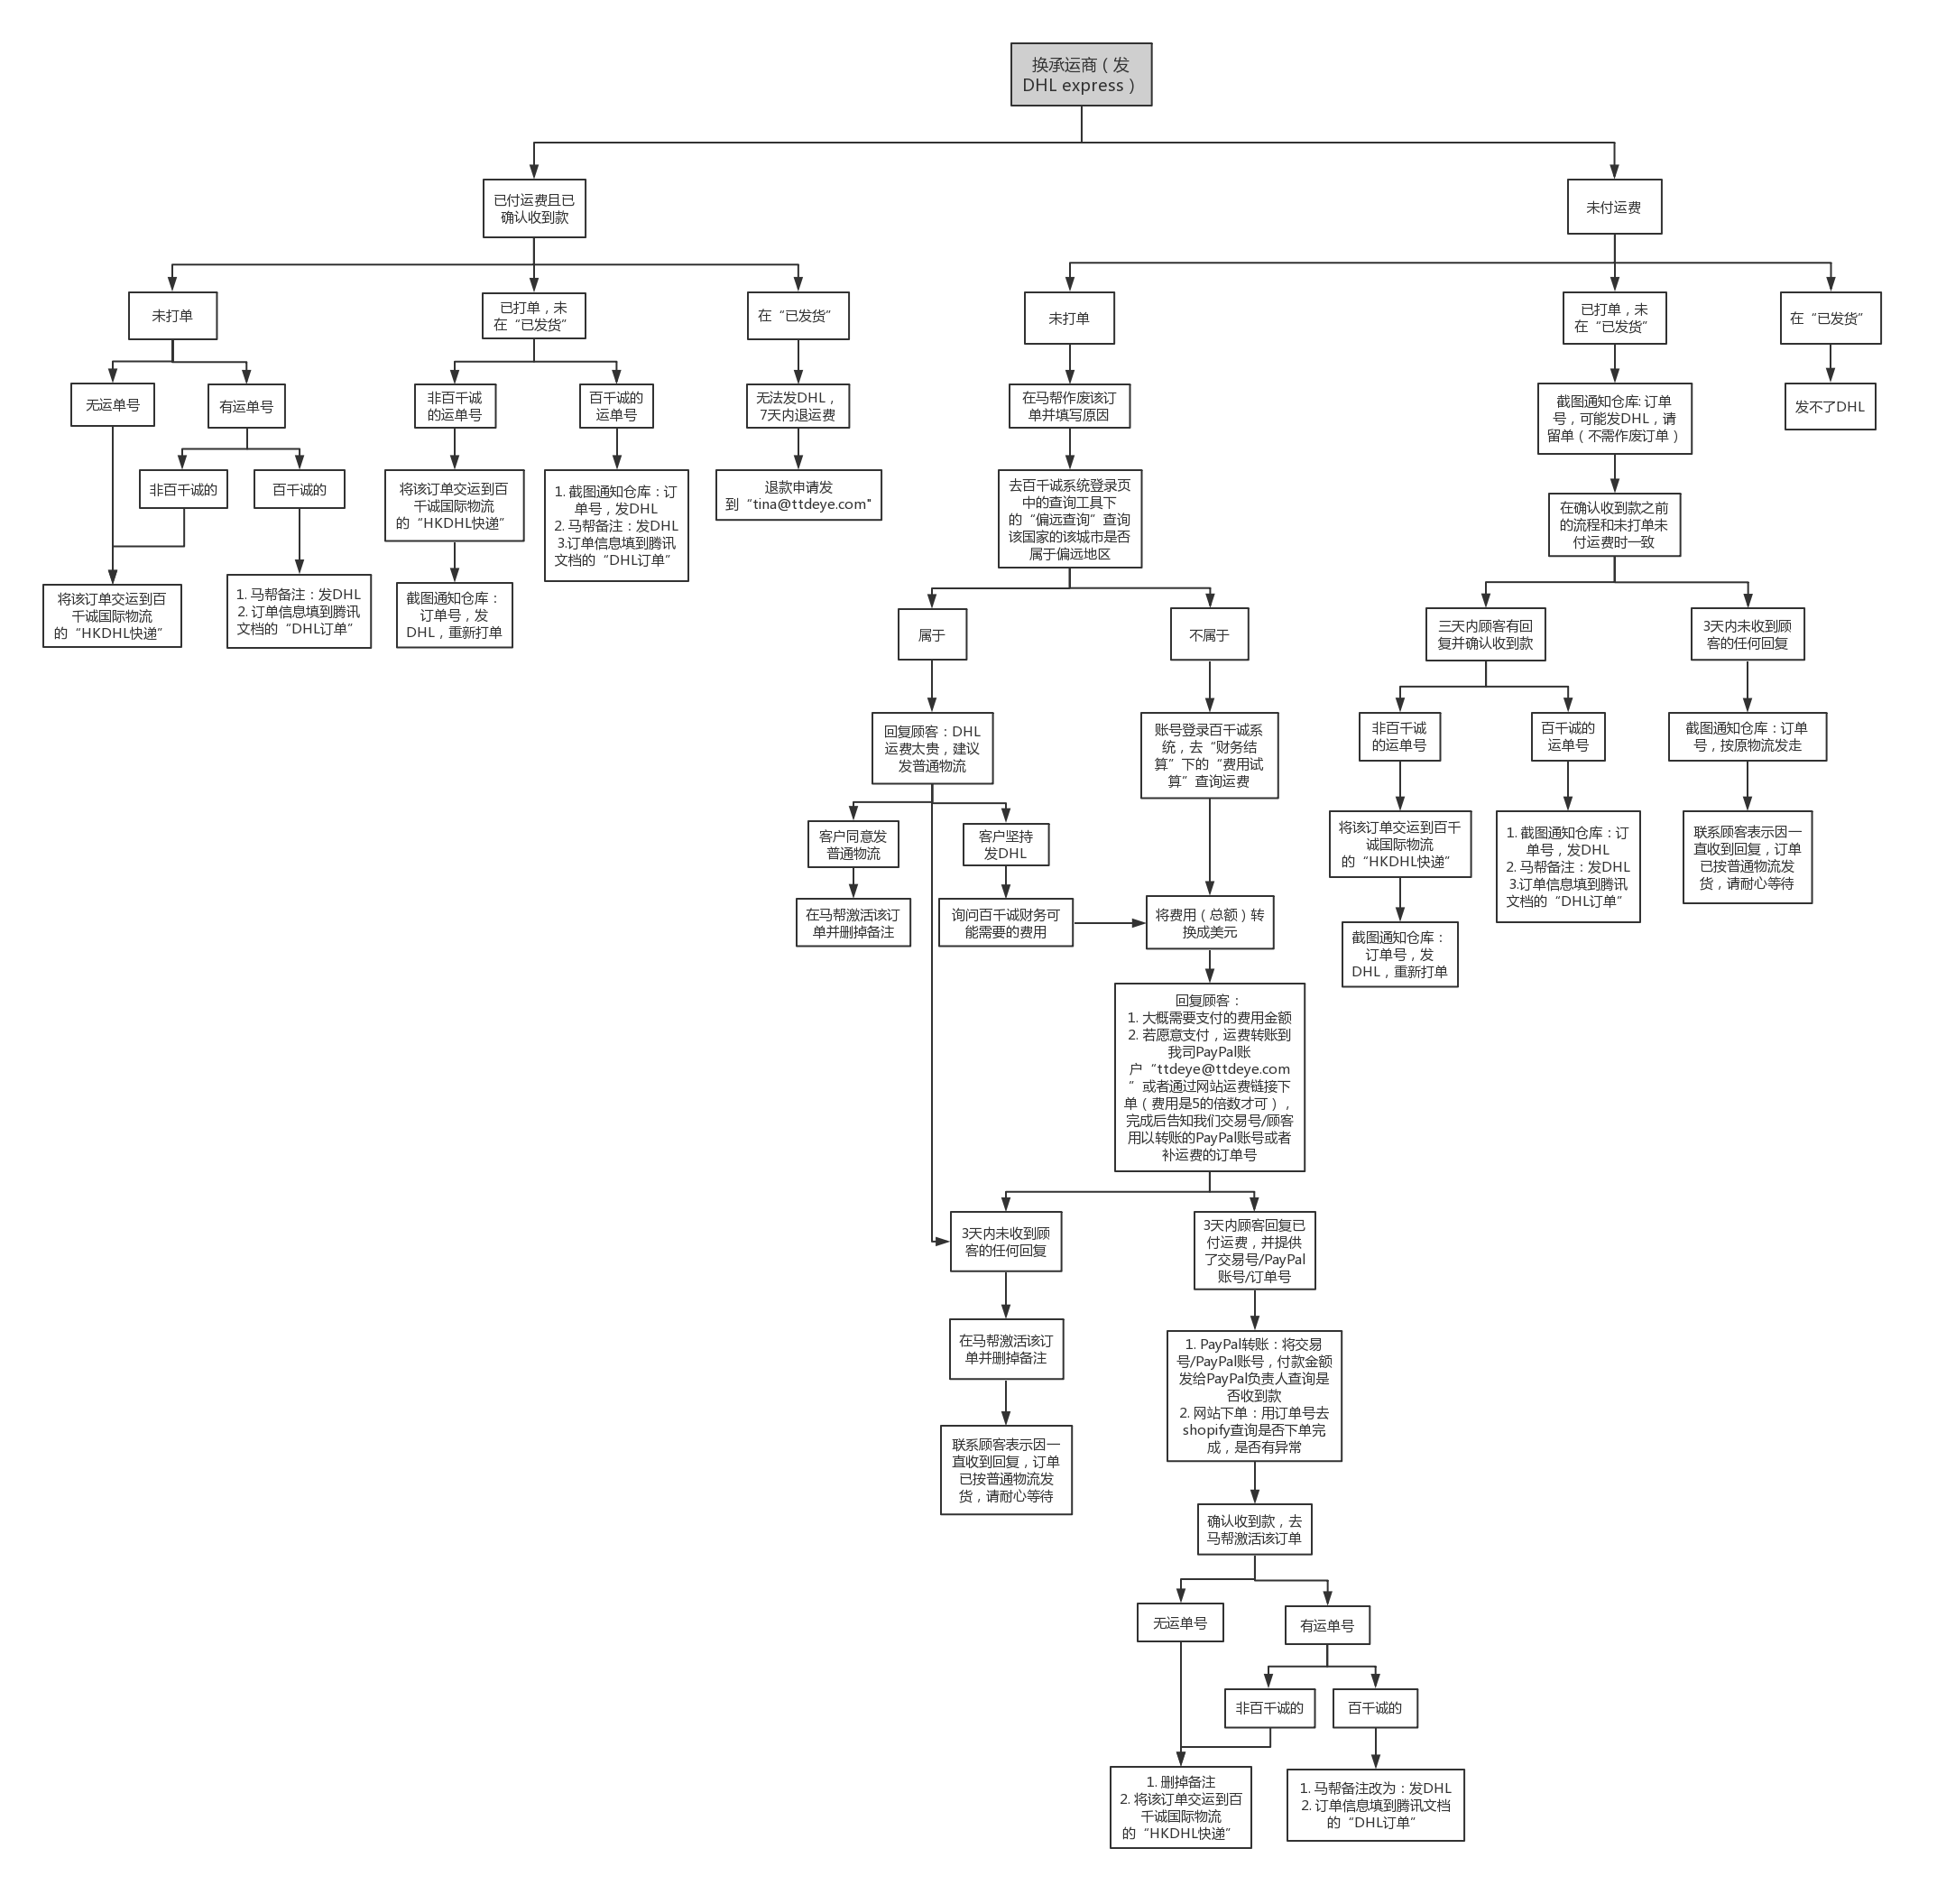 换承运商（发
DHL express）
已付运费且已
确认收到款
未付运费
未打单
已打单，未
在“已发货”
在“已发货”
未打单
已打单，未
在“已发货”
在“已发货”
无运单号
有运单号
非百千诚
的运单号
百千诚的
运单号
无法发DHL，
7天内退运费
在马帮作废该订
单并填写原因
截图通知仓库: 订单
号，可能发DHL，请
留单（不需作废订单）
发不了DHL
非百千诚的
百千诚的
将该订单交运到百
千诚国际物流
的“HKDHL快递”
1. 截图通知仓库：订
单号，发DHL
2. 马帮备注：发DHL
3.订单信息填到腾讯
文档的“DHL订单”
退款申请发
到“tina@ttdeye.com"
去百千诚系统登录页
中的查询工具下
的“偏远查询”查询
该国家的该城市是否
属于偏远地区
在确认收到款之前
的流程和未打单未
付运费时一致
将该订单交运到百
千诚国际物流
的“HKDHL快递”
1. 马帮备注：发DHL
2. 订单信息填到腾讯
文档的“DHL订单”
截图通知仓库：
订单号，发
DHL，重新打单
属于
不属于
三天内顾客有回
复并确认收到款
3天内未收到顾
客的任何回复
回复顾客：DHL
运费太贵，建议
发普通物流
账号登录百千诚系
统，去“财务结
算”下的“费用试
算”查询运费
非百千诚
的运单号
百千诚的
运单号
截图通知仓库：订单
号，按原物流发走
客户同意发
普通物流
客户坚持
发DHL
将该订单交运到百千
诚国际物流
的“HKDHL快递”
1. 截图通知仓库：订
单号，发DHL
2. 马帮备注：发DHL
3.订单信息填到腾讯
文档的“DHL订单”
联系顾客表示因一
直收到回复，订单
已按普通物流发
货，请耐心等待
在马帮激活该订
单并删掉备注
询问百千诚财务可
能需要的费用
将费用（总额）转
换成美元
截图通知仓库：
订单号，发
DHL，重新打单
回复顾客：
1. 大概需要支付的费用金额
2. 若愿意支付，运费转账到
我司PayPal账
户“ttdeye@ttdeye.com
”或者通过网站运费链接下
单（费用是5的倍数才可），
完成后告知我们交易号/顾客
用以转账的PayPal账号或者
补运费的订单号
3天内未收到顾
客的任何回复
3天内顾客回复已
付运费，并提供
了交易号/PayPal
账号/订单号
在马帮激活该订
单并删掉备注
1. PayPal转账：将交易
号/PayPal账号，付款金额
发给PayPal负责人查询是
否收到款
2. 网站下单：用订单号去
shopify查询是否下单完
成，是否有异常
联系顾客表示因一
直收到回复，订单
已按普通物流发
货，请耐心等待
确认收到款，去
马帮激活该订单
无运单号
有运单号
非百千诚的
百千诚的
1. 删掉备注
2. 将该订单交运到百
千诚国际物流
的“HKDHL快递”
1. 马帮备注改为：发DHL
2. 订单信息填到腾讯文档
的“DHL订单”